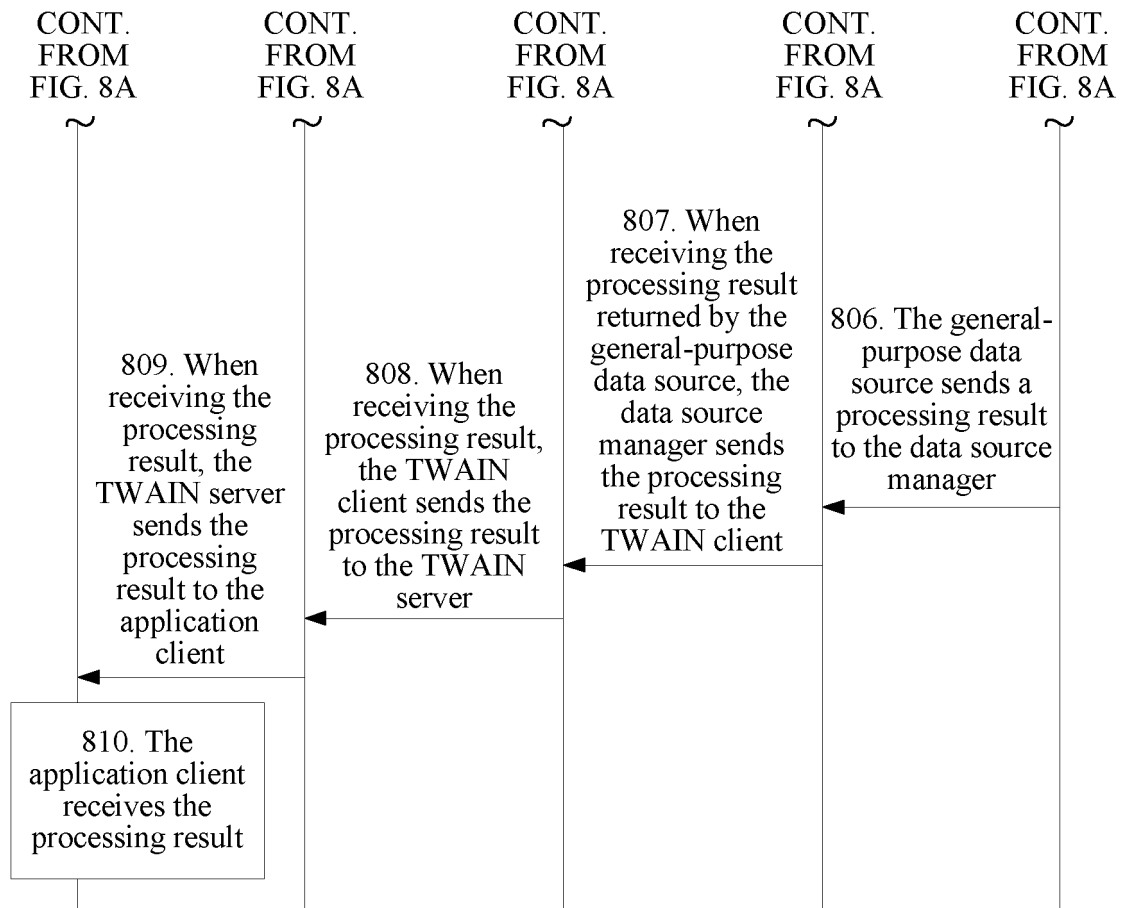 CONT.
FROM
FIG. 8A
CONT.
FROM
FIG. 8A
CONT.
FROM
FIG. 8A
CONT.
FROM
FIG. 8A
CONT.
FROM
FIG. 8A
806. The general-
purpose data
source sends a
processing result
to the data source
manager
807. When
receiving the
processing result
returned by the
general-purpose
data source, the
data source
manager sends
the processing
result to the
TWAIN client
808. When
receiving the
processing result,
the TWAIN
client sends the
processing result
to the TWAIN
server
809. When
receiving the
processing
result, the
TWAIN server
sends the
processing
result to the
application
client
810. The
application client
receives the
processing result